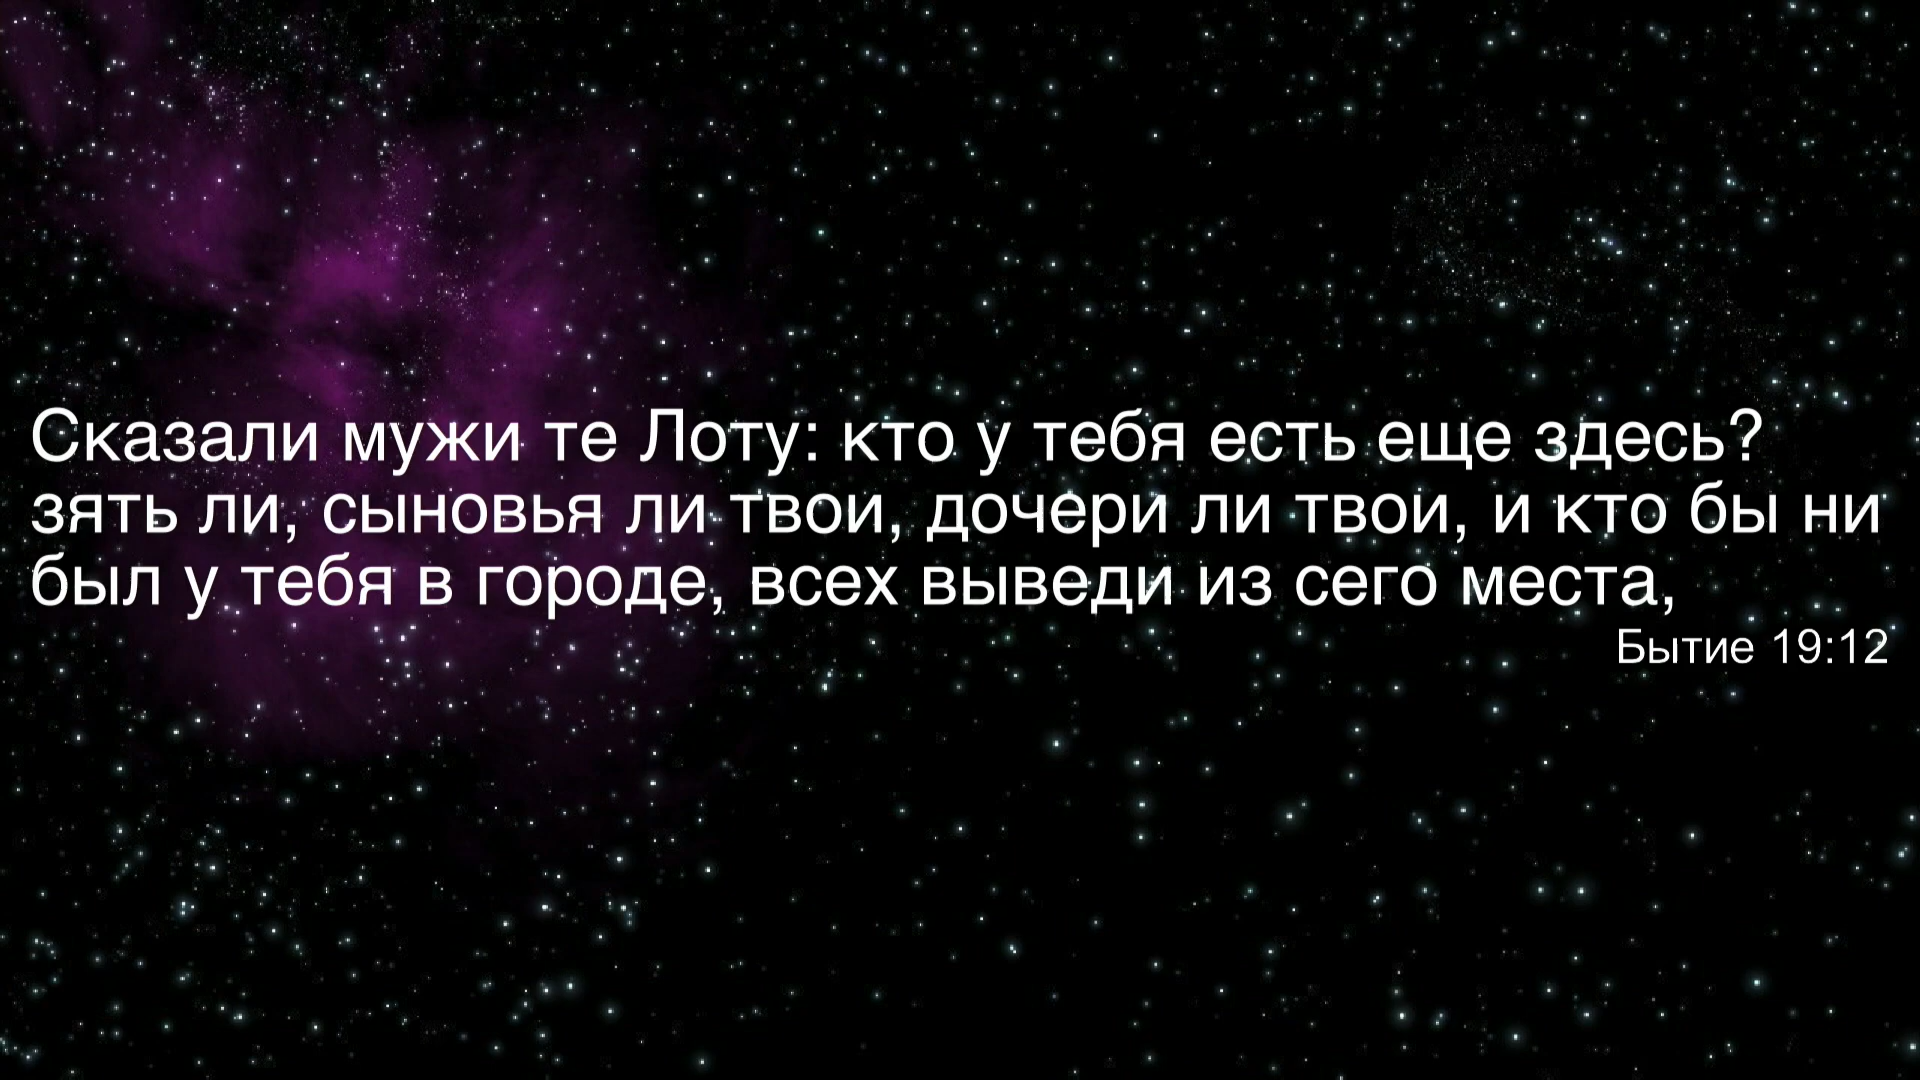 Сказали мужи те Лоту: кто у тебя есть еще здесь?
зять ли, сыновья ли твои, дочери ли твои, и кто бы ни
был у тебя в городе, всех выведи из сего места,
Бытие 19:12